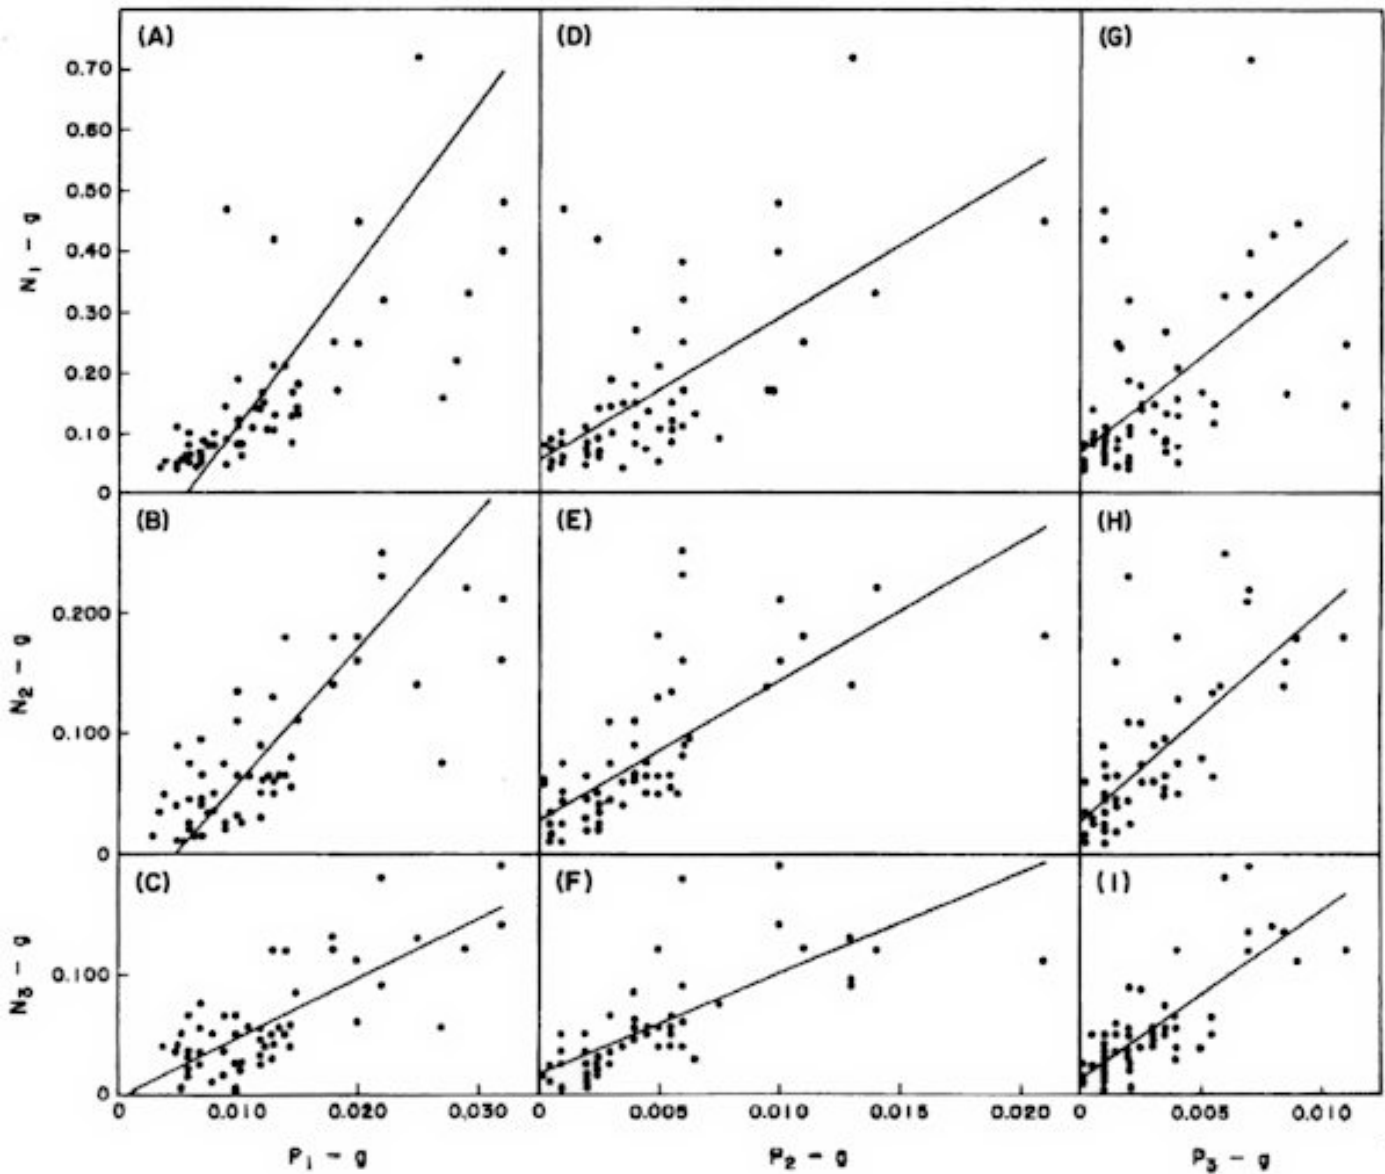 (A)
(D)
(G)
0.70
0.60
0.50
0.40
0.30
0.20
0.10
0
N1 - g
(B)
(E)
(H)
0.200
0.100
0
N2 - g
(C)
(F)
(I)
0.100
0
N3 - g
0 0.010 0.020 0.030
0 0.005 0.010 0.015 0.020
0 0.005 0.010
P1 - g
P2 - g
P3 - g